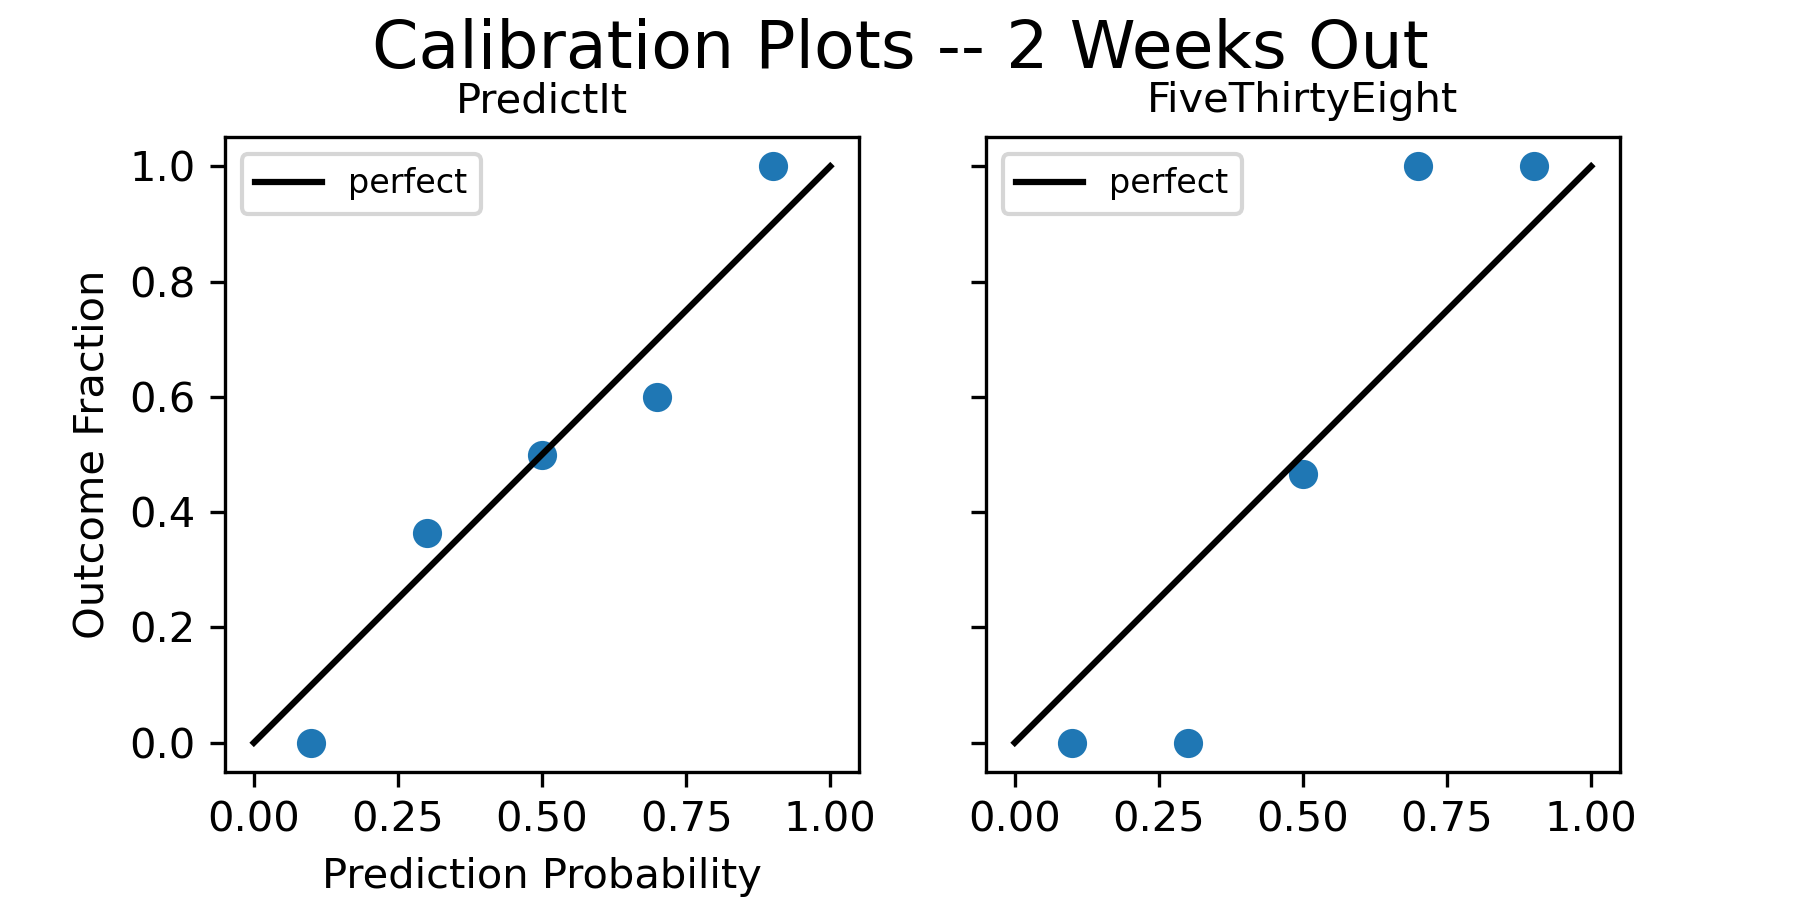 Calibration Plots -- 2 Weeks Out
PredictIt
perfect
1.0
0.8
0.6
0.4
0.2
0.0
Outcome Fraction
0.00 0.25 0.50 0.75 1.00
Prediction Probability
FiveThirtyEight
perfect
0.00 0.25 0.50 0.75 1.00